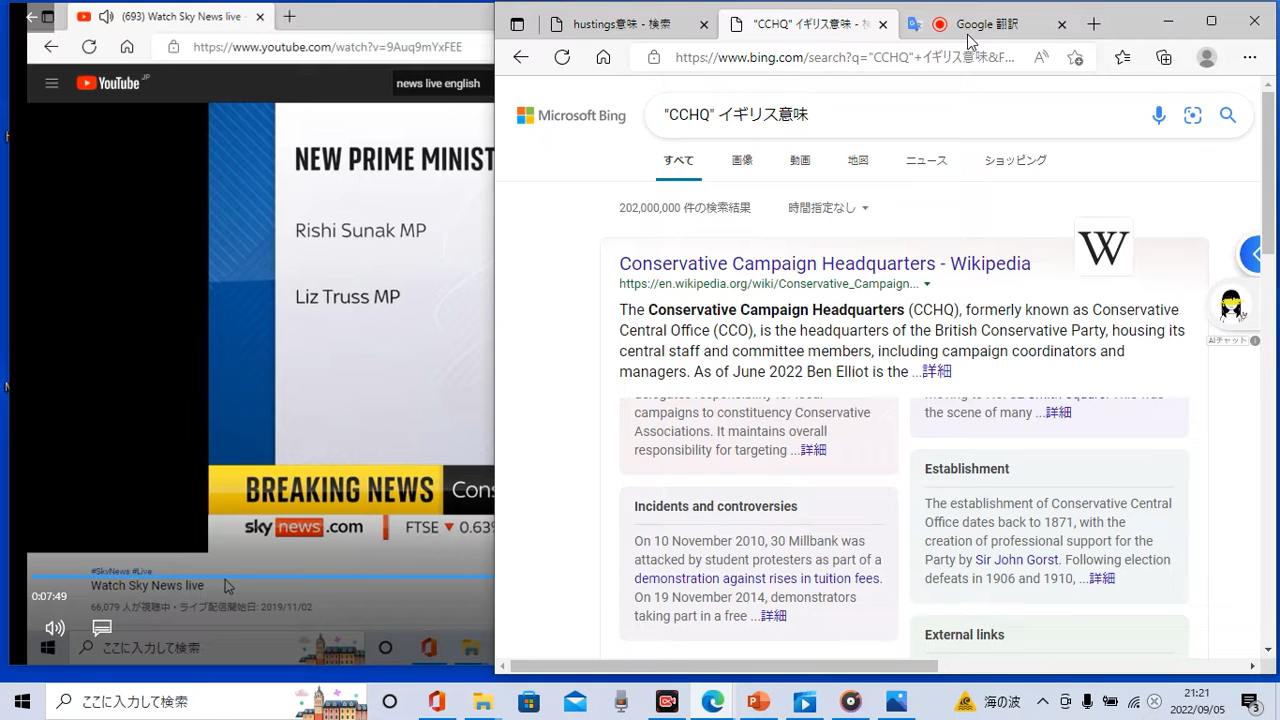 (693) Watch Sky News live -
https://www.youtube.com/watch?v=9Auq9mYxFEE
YouTube JP
news live english
NEW PRIME MINIST
Rishi Sunak MP
Liz Truss MP
BREAKING NEWS
Cons
sky news.com
FTSE ▼ 0.63%
#SkyNews #Live
Watch Sky News live
66,079 人が視聴中・ライブ配信開始日: 2019/11/02
0:07:49
ここに入力して検索
hustings意味 - 検索
"CCHQ" イギリス意味 - 検
Google 翻訳
https://www.bing.com/search?q="CCHQ"+イギリス意味&F...
Microsoft Bing
"CCHQ" イギリス意味
すべて
画像
動画
地図
ニュース
ショッピング
202,000,000 件の検索結果
時間指定なし
W
Conservative Campaign Headquarters - Wikipedia
https://en.wikipedia.org/wiki/Conservative_Campaign...
The Conservative Campaign Headquarters (CCHQ), formerly known as Conservative
Central Office (CCO), is the headquarters of the British Conservative Party, housing its
central staff and committee members, including campaign coordinators and
managers. As of June 2022 Ben Elliot is the ...詳細
AIチャット
campaigns to constituency Conservative
Associations. It maintains overall
responsibility for targeting ...詳細
the scene of many ...詳細
Incidents and controversies
On 10 November 2010, 30 Millbank was
attacked by student protesters as part of a
demonstration against rises in tuition fees.
On 19 November 2014, demonstrators
taking part in a free ...詳細
Establishment
The establishment of Conservative Central
Office dates back to 1871, with the
creation of professional support for the
Party by Sir John Gorst. Following election
defeats in 1906 and 1910, ...詳細
External links
ここに入力して検索
海の波
21:21
2022/09/05
3